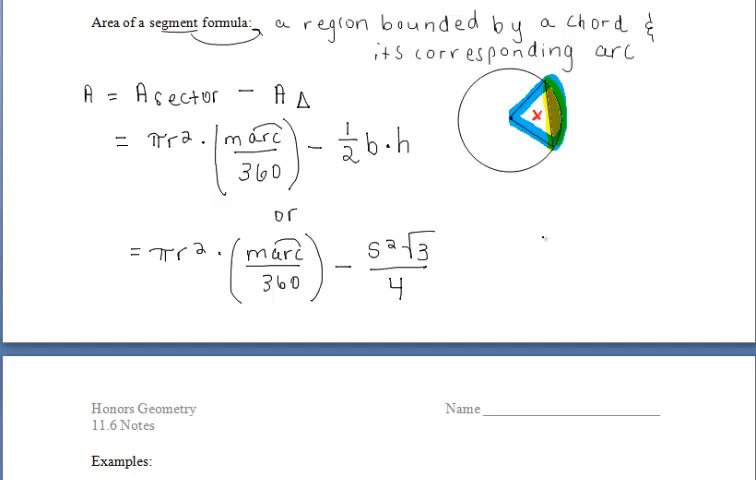 Area of a segment formula: a region bounded by a chord &
its corresponding arc
A = A sector - A Δ
= πr² · (m arc / 360) - 1/2 b · h
or
= πr² · (m arc / 360) - s²√3 / 4
x
Honors Geometry Name
11.6 Notes
Examples: